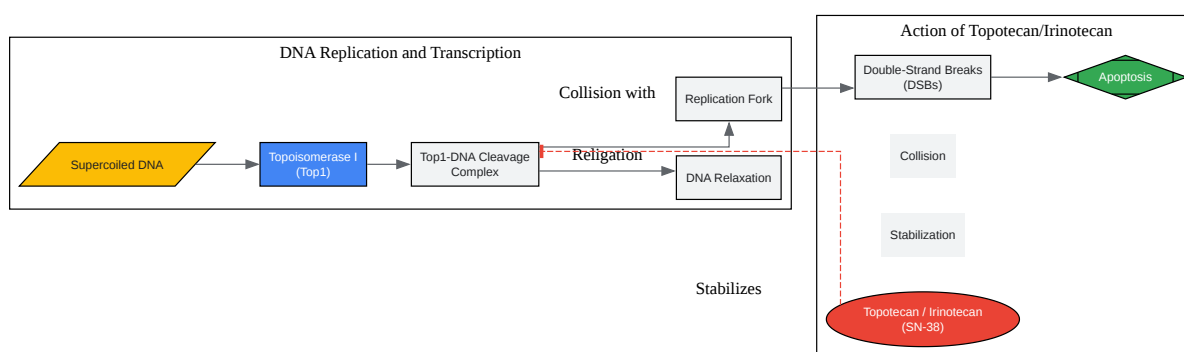 Action of Topotecan/Irinotecan
DNA Replication and Transcription
Double-Strand Breaks
(DSBs)
Apoptosis
Collision with
Replication Fork
Supercoiled DNA
Topoisomerase I
(Top1)
Top1-DNA Cleavage
Complex
Religation
DNA Relaxation
Collision
Stabilization
Stabilizes
Topotecan / Irinotecan
(SN-38)